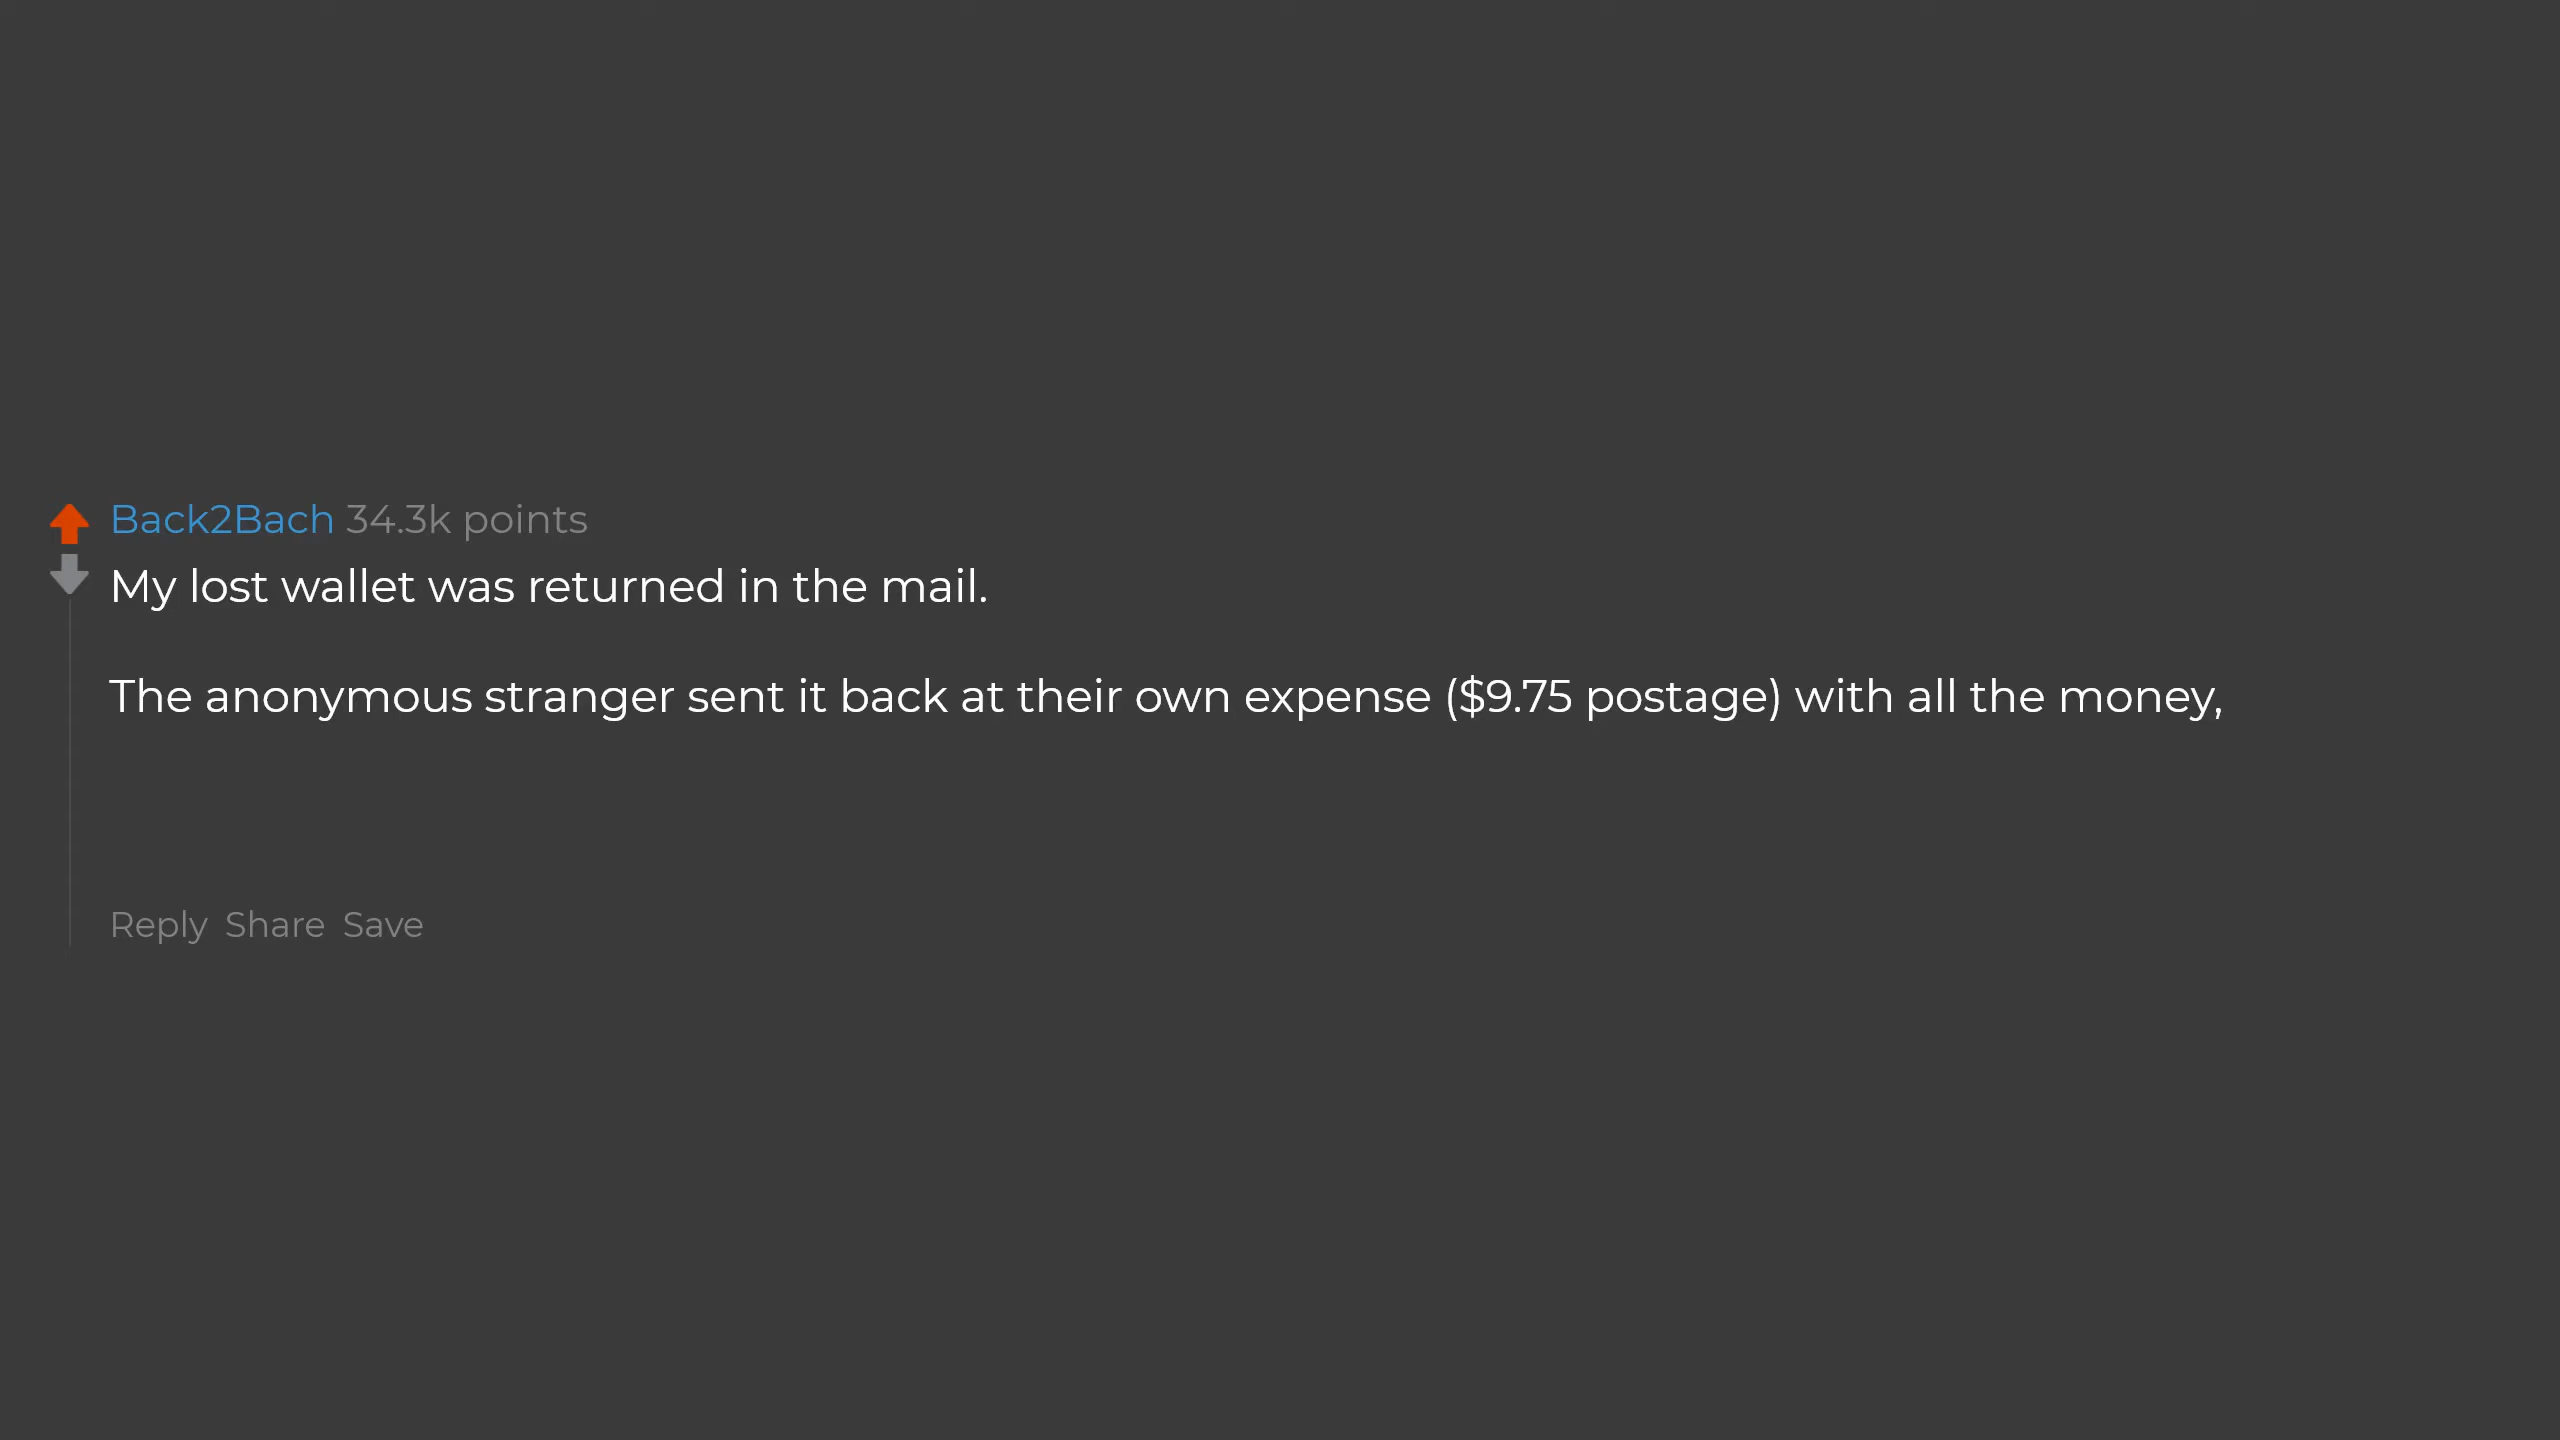 Back2Bach 34.3k points
My lost wallet was returned in the mail.
The anonymous stranger sent it back at their own expense ($9.75 postage) with all the money,
Reply Share Save